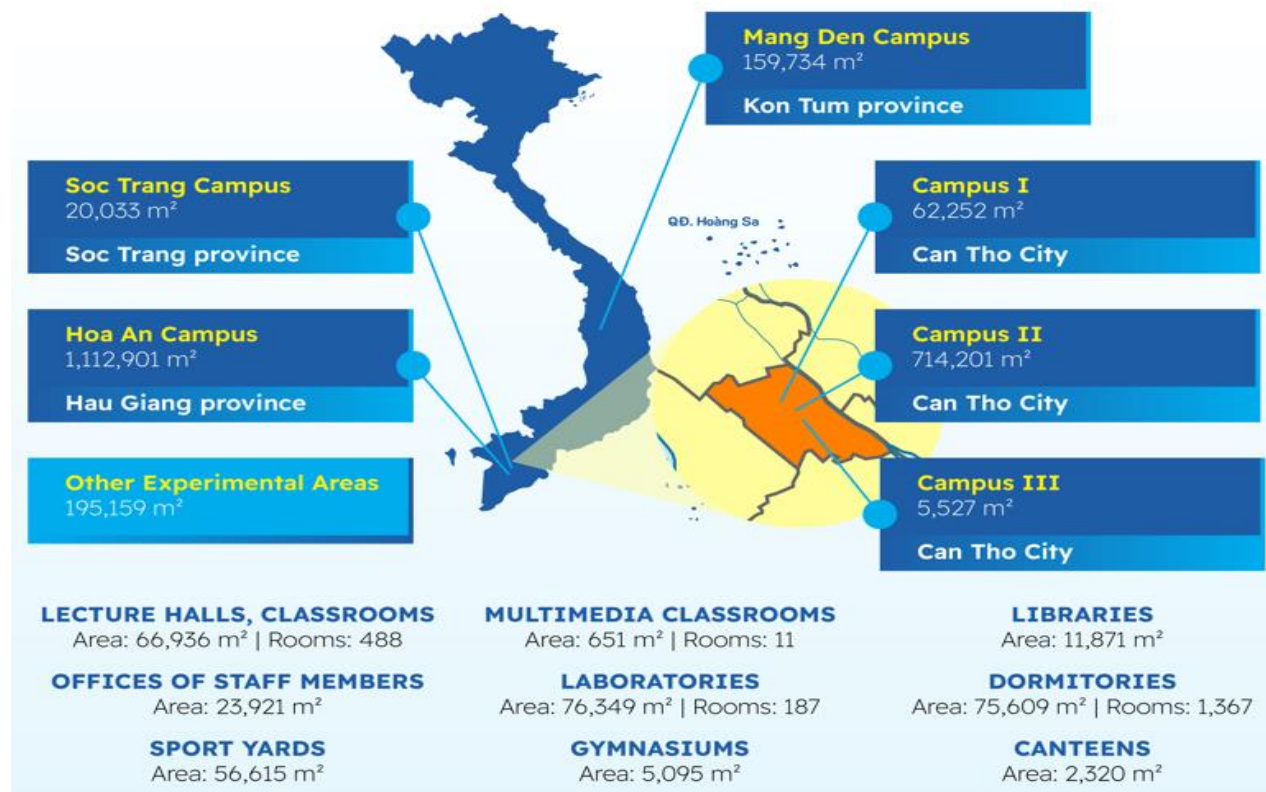 Mang Den Campus
159,734 m²
Kon Tum province
Soc Trang Campus
20,033 m²
Soc Trang province
Campus I
62,252 m²
Can Tho City
QĐ. Hoàng Sa
Hoa An Campus
1,112,901 m²
Hau Giang province
Campus II
714,201 m²
Can Tho City
Other Experimental Areas
195,159 m²
Campus III
5,527 m²
Can Tho City
LECTURE HALLS, CLASSROOMS
Area: 66,936 m² | Rooms: 488
MULTIMEDIA CLASSROOMS
Area: 651 m² | Rooms: 11
LIBRARIES
Area: 11,871 m²
OFFICES OF STAFF MEMBERS
Area: 23,921 m²
LABORATORIES
Area: 76,349 m² | Rooms: 187
DORMITORIES
Area: 75,609 m² | Rooms: 1,367
SPORT YARDS
Area: 56,615 m²
GYMNASIUMS
Area: 5,095 m²
CANTEENS
Area: 2,320 m²